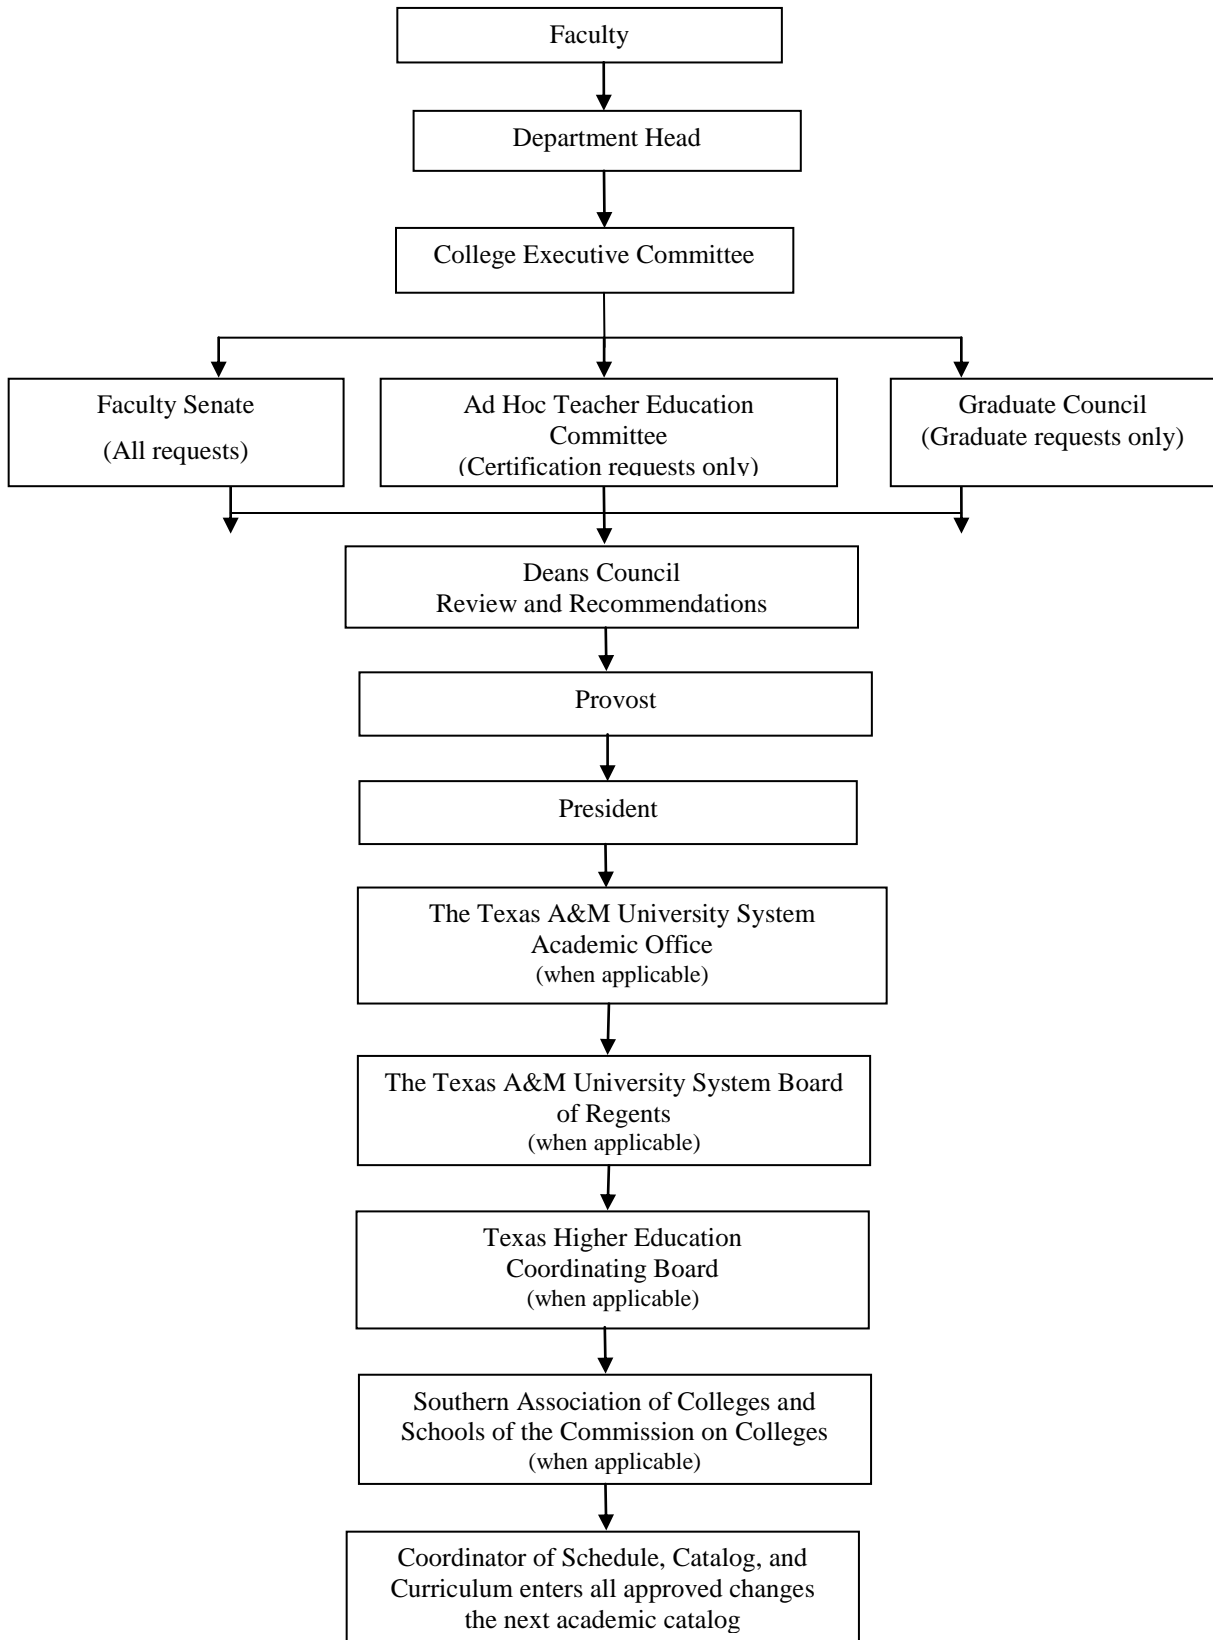 Faculty
Department Head
College Executive Committee
Faculty Senate
(All requests)
Ad Hoc Teacher Education
Committee
(Certification requests only)
Graduate Council
(Graduate requests only)
Deans Council
Review and Recommendations
Provost
President
The Texas A&M University System
Academic Office
(when applicable)
The Texas A&M University System Board
of Regents
(when applicable)
Texas Higher Education
Coordinating Board
(when applicable)
Southern Association of Colleges and
Schools of the Commission on Colleges
(when applicable)
Coordinator of Schedule, Catalog, and
Curriculum enters all approved changes
the next academic catalog